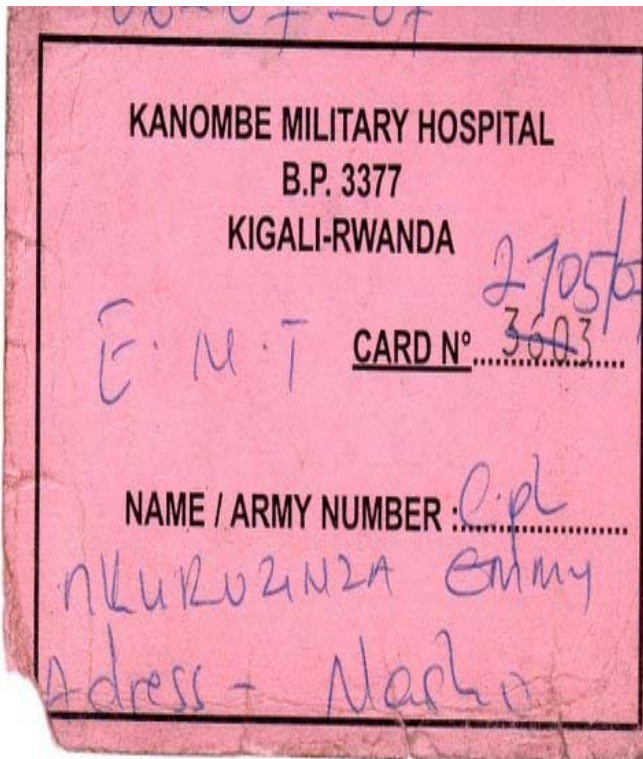 KANOMBE MILITARY HOSPITAL
B.P. 3377
KIGALI-RWANDA
2705/
E.M.T CARD N° 3603
NAME / ARMY NUMBER : Cpl
NKURUZINZA Emmy
Adress - Nasho